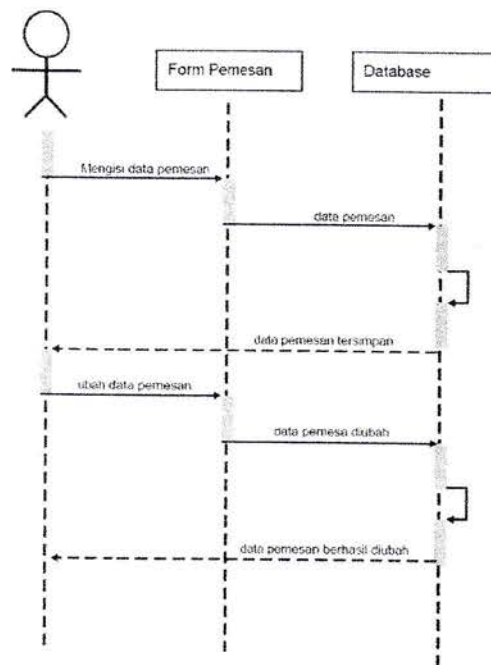 Form Pemesan
Database
Mengisi data pemesan
data pemesan
data pemesan tersimpan
ubah data pemesan
data pemesa diubah
data pemesan berhasil diubah